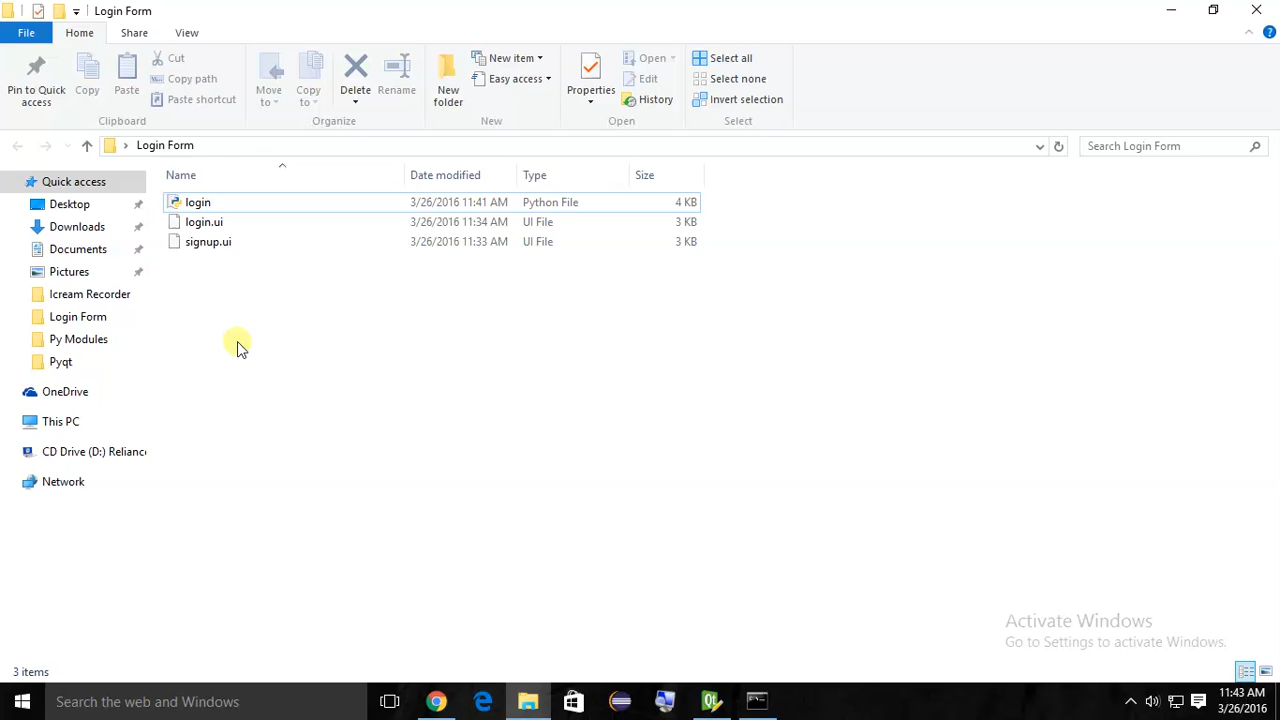 Login Form
File Home Share View
Pin to Quick access
Copy
Paste
Cut
Copy path
Paste shortcut
Clipboard
Move to
Copy to
Delete
Rename
Organize
New folder
New item
Easy access
New
Properties
Open
Edit
History
Open
Select all
Select none
Invert selection
Select
Login Form
Search Login Form
Name Date modified Type Size
login 3/26/2016 11:41 AM Python File 4 KB
login.ui 3/26/2016 11:34 AM UI File 3 KB
signup.ui 3/26/2016 11:33 AM UI File 3 KB
Quick access
Desktop
Downloads
Documents
Pictures
Icream Recorder
Login Form
Py Modules
Pyqt
OneDrive
This PC
CD Drive (D:) Reliance
Network
Activate Windows
Go to Settings to activate Windows.
3 items
Search the web and Windows
Qt
11:43 AM
3/26/2016